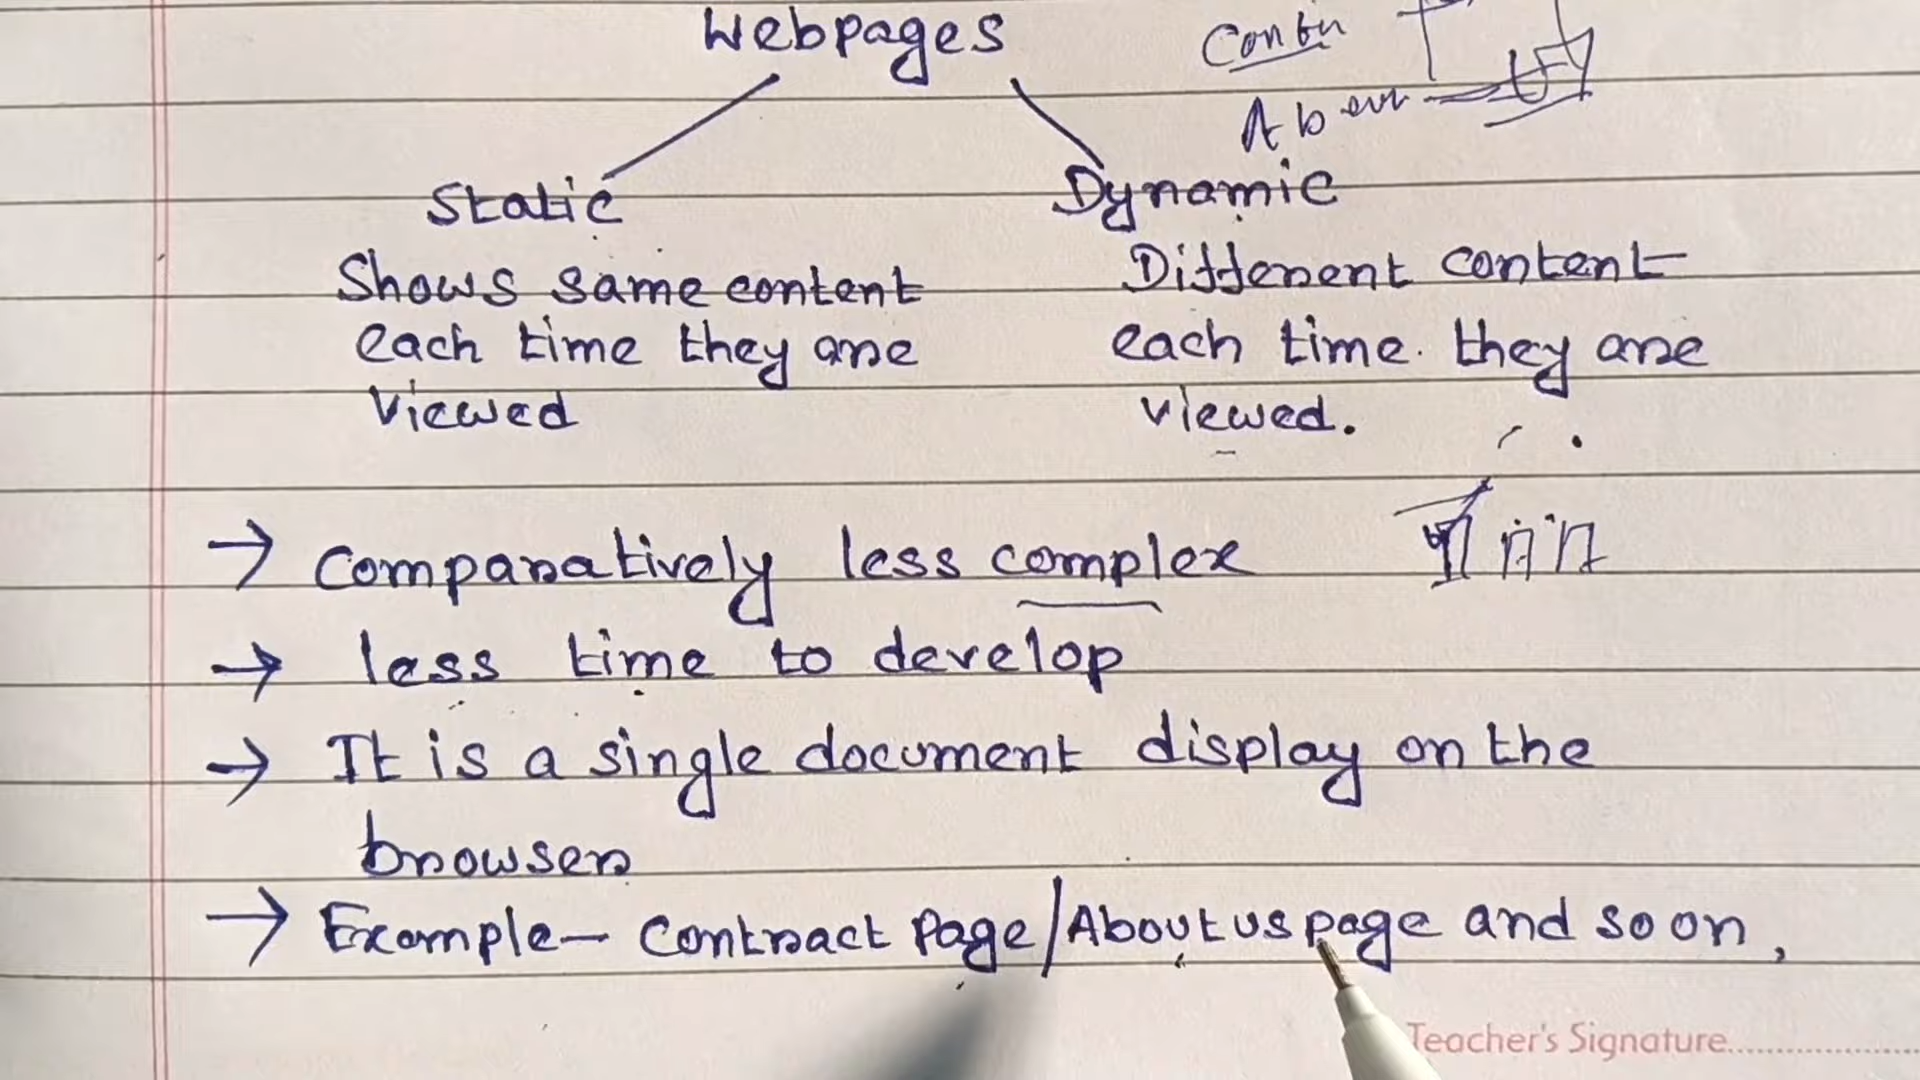 Webpages
Static
Dynamic
Shows same content
each time they are
viewed
Different content
each time they are
viewed.
→ Comparatively less complex
→ less time to develop
→ It is a single document display on the
browser
→ Example - Contract Page/About us page and so on,
Teacher's Signature